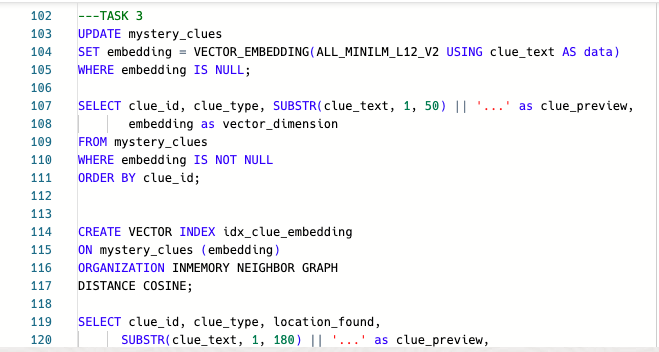 102 ---TASK 3
103 UPDATE mystery_clues
104 SET embedding = VECTOR_EMBEDDING(ALL_MINILM_L12_V2 USING clue_text AS data)
105 WHERE embedding IS NULL;
106
107 SELECT clue_id, clue_type, SUBSTR(clue_text, 1, 50) || '...' as clue_preview,
108        embedding as vector_dimension
109 FROM mystery_clues
110 WHERE embedding IS NOT NULL
111 ORDER BY clue_id;
112
113
114 CREATE VECTOR INDEX idx_clue_embedding
115 ON mystery_clues (embedding)
116 ORGANIZATION INMEMORY NEIGHBOR GRAPH
117 DISTANCE COSINE;
118
119 SELECT clue_id, clue_type, location_found,
120       SUBSTR(clue_text, 1, 180) || '...' as clue_preview,